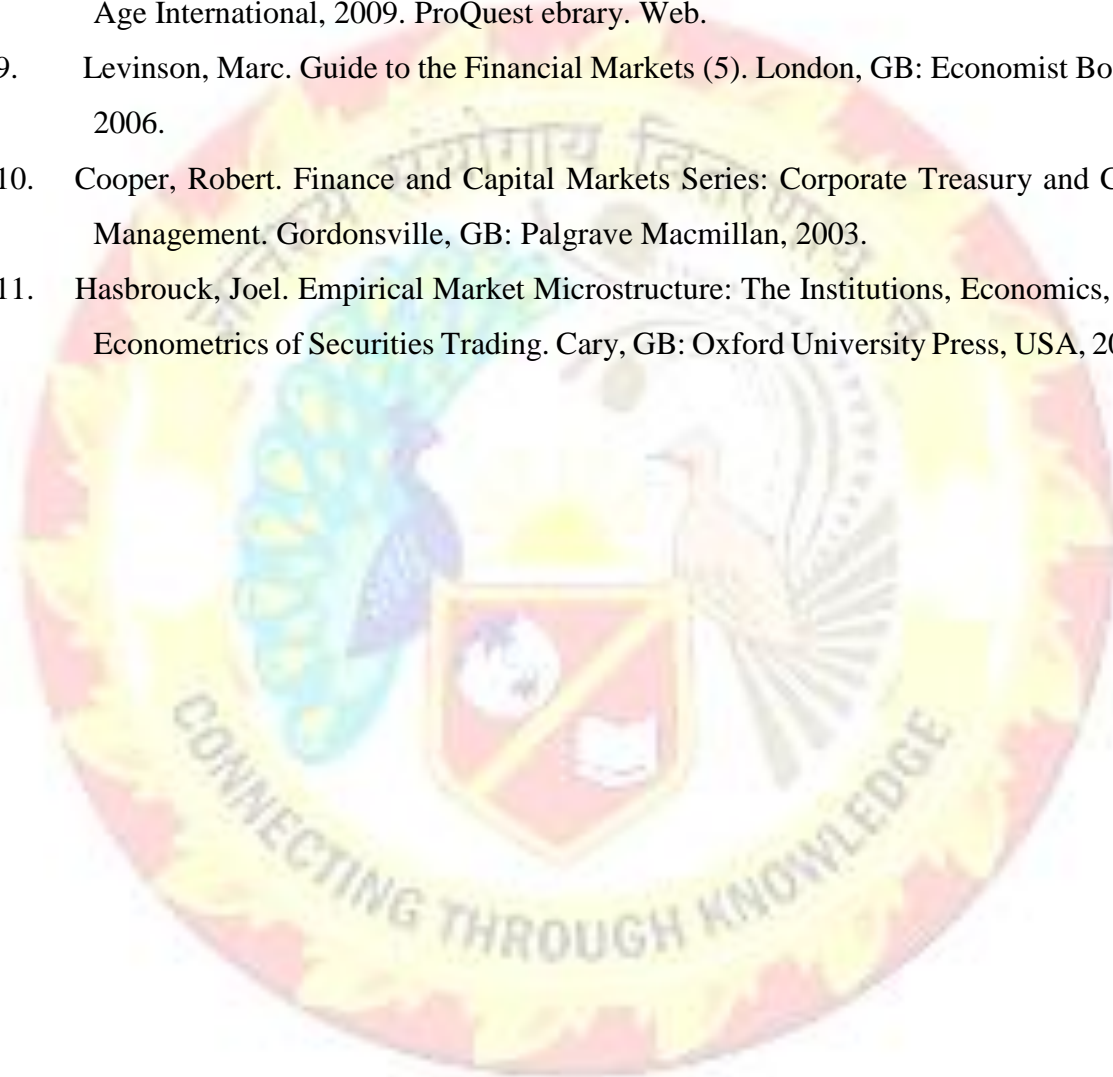 Age International, 2009. ProQuest ebrary. Web.
9. Levinson, Marc. Guide to the Financial Markets (5). London, GB: Economist Bo
2006.
10. Cooper, Robert. Finance and Capital Markets Series: Corporate Treasury and C
Management. Gordonsville, GB: Palgrave Macmillan, 2003.
11. Hasbrouck, Joel. Empirical Market Microstructure: The Institutions, Economics,
Econometrics of Securities Trading. Cary, GB: Oxford University Press, USA, 20
CONNECTING THROUGH KNOWLEDGE